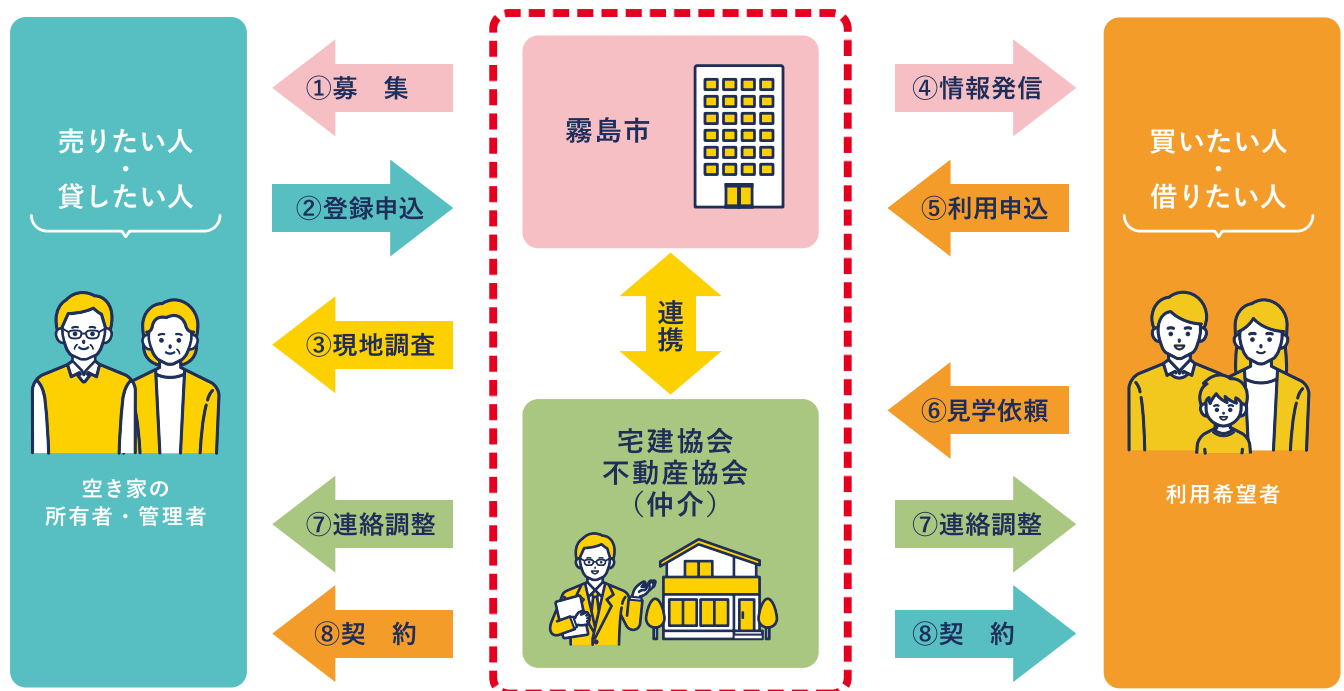 売りたい人
・
貸したい人
空き家の
所有者・管理者
①募　集
②登録申込
③現地調査
⑦連絡調整
⑧契　約
霧島市
連携
宅建協会
不動産協会
（仲介）
④情報発信
⑤利用申込
⑥見学依頼
⑦連絡調整
⑧契　約
買いたい人
・
借りたい人
利用希望者